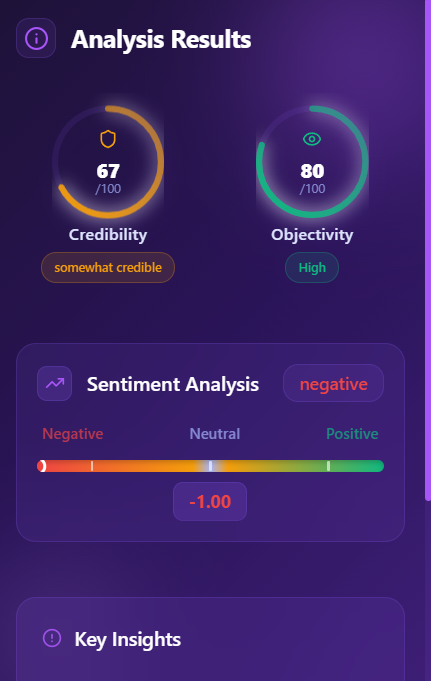 Analysis Results
67
/100
Credibility
somewhat credible
80
/100
Objectivity
High
Sentiment Analysis
negative
Negative
Neutral
Positive
-1.00
Key Insights